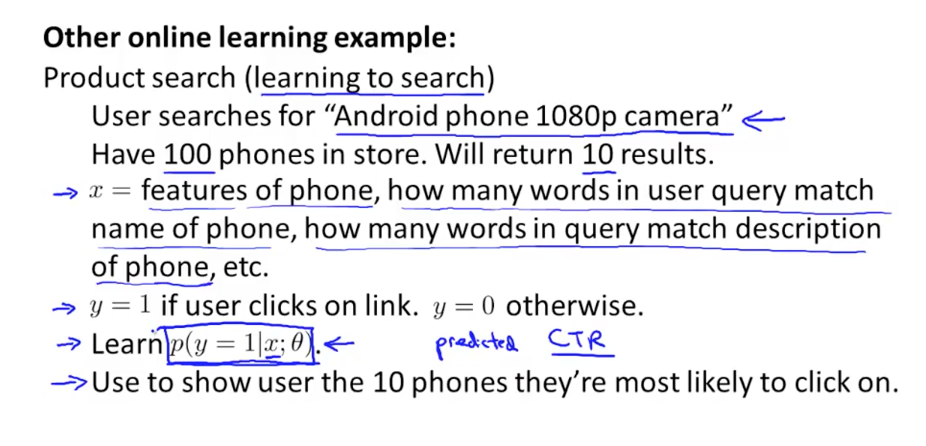 Other online learning example:
Product search (learning to search)
User searches for “Android phone 1080p camera” ←
Have 100 phones in store. Will return 10 results.
→ x = features of phone, how many words in user query match
name of phone, how many words in query match description
of phone, etc.
→ y = 1 if user clicks on link. y = 0 otherwise.
→ Learn p(y = 1|x; θ). ← predicted CTR
→ Use to show user the 10 phones they’re most likely to click on.